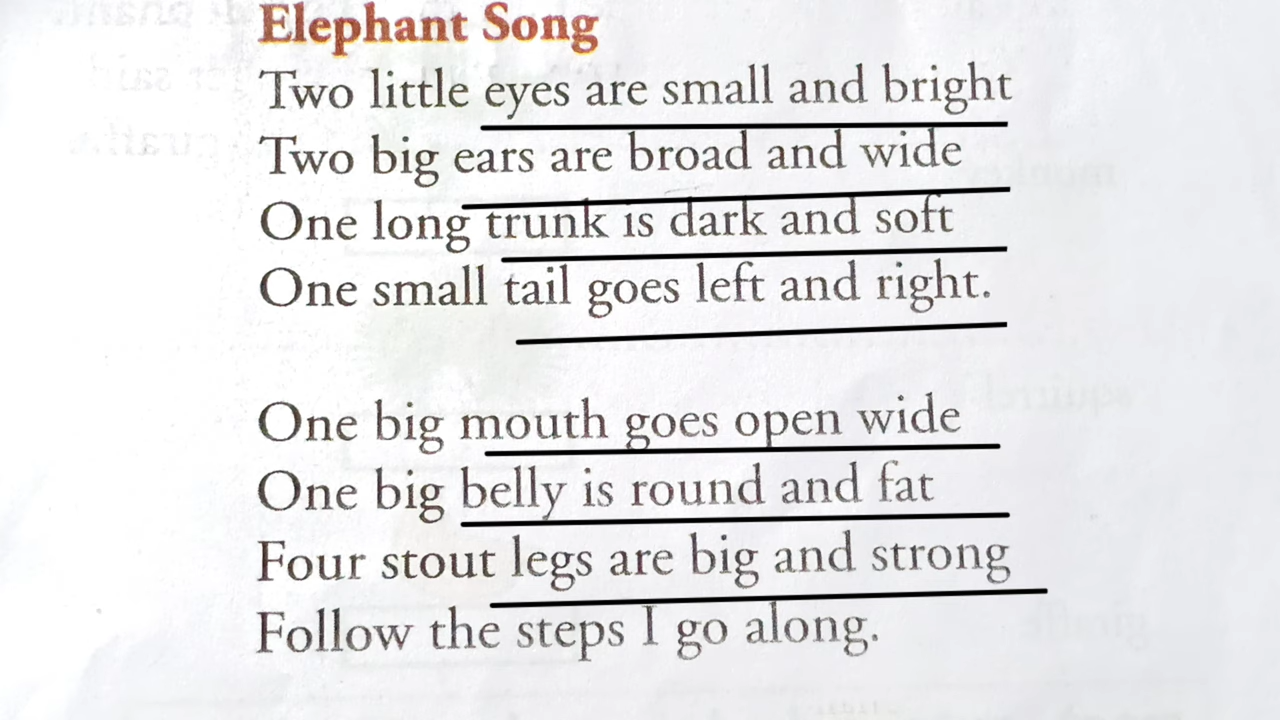 Elephant Song
Two little eyes are small and bright
Two big ears are broad and wide
One long trunk is dark and soft
One small tail goes left and right.
One big mouth goes open wide
One big belly is round and fat
Four stout legs are big and strong
Follow the steps I go along.